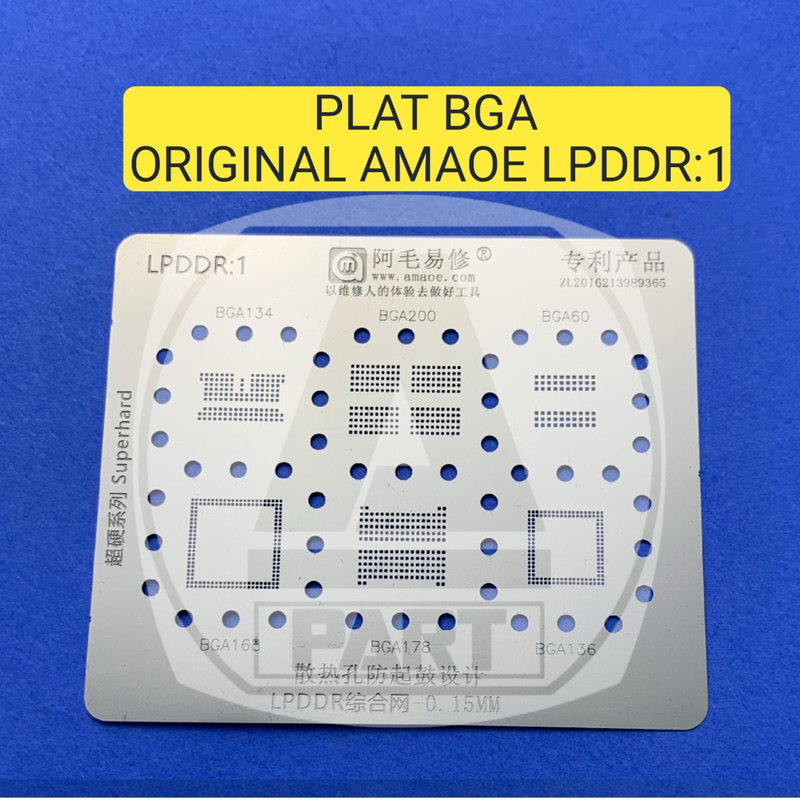 PLAT BGA
ORIGINAL AMAOE LPDDR:1
LPDDR:1
m 阿毛易修®
www.amaoe.com
以维修人的体验去做好工具
专利产品
ZL2016213989365
BGA134
BGA200
BGA60
超硬系列 Superhard
BGA168
BGA178
BGA136
PART
散热孔防起鼓设计
LPDDR综合网-0.15MM